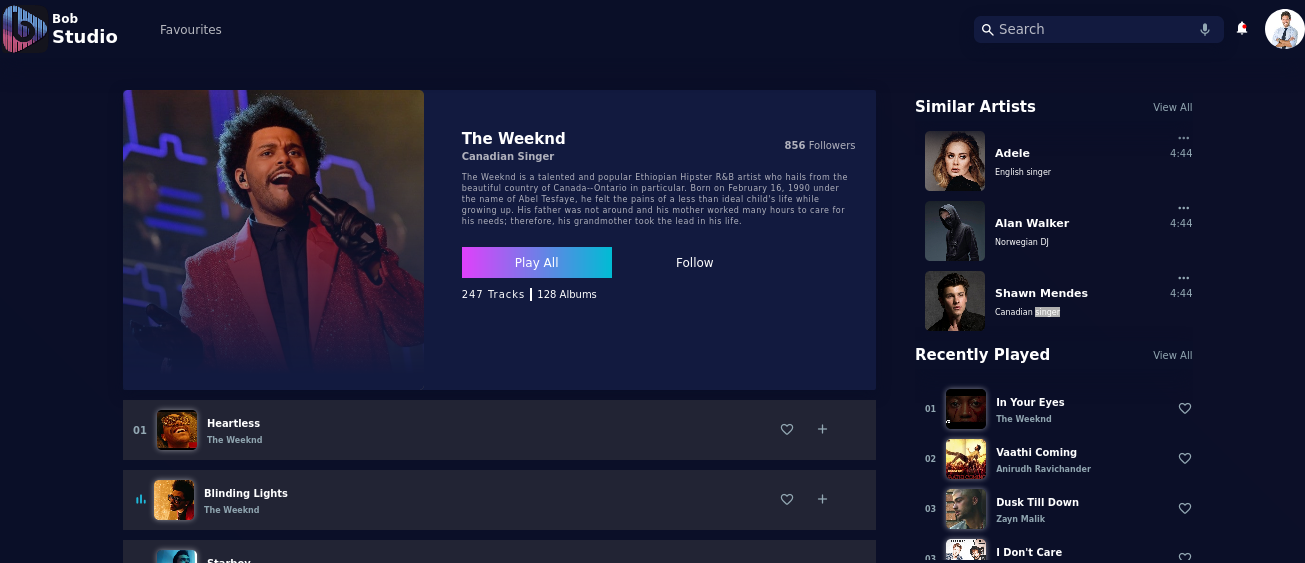 Bob
Studio
Favourites
Search
The Weeknd
Canadian Singer
856 Followers
The Weeknd is a talented and popular Ethiopian Hipster R&B artist who hails from the
beautiful country of Canada--Ontario in particular. Born on February 16, 1990 under
the name of Abel Tesfaye, he felt the pains of a less than ideal child's life while
growing up. His father was not around and his mother worked many hours to care for
his needs; therefore, his grandmother took the lead in his life.
Play All
Follow
247 Tracks
128 Albums
01
Heartless
The Weeknd
Blinding Lights
The Weeknd
Starboy
Similar Artists
View All
Adele
4:44
English singer
Alan Walker
4:44
Norwegian DJ
Shawn Mendes
4:44
Canadian singer
Recently Played
View All
01
In Your Eyes
The Weeknd
02
Vaathi Coming
Anirudh Ravichander
03
Dusk Till Down
Zayn Malik
03
I Don't Care